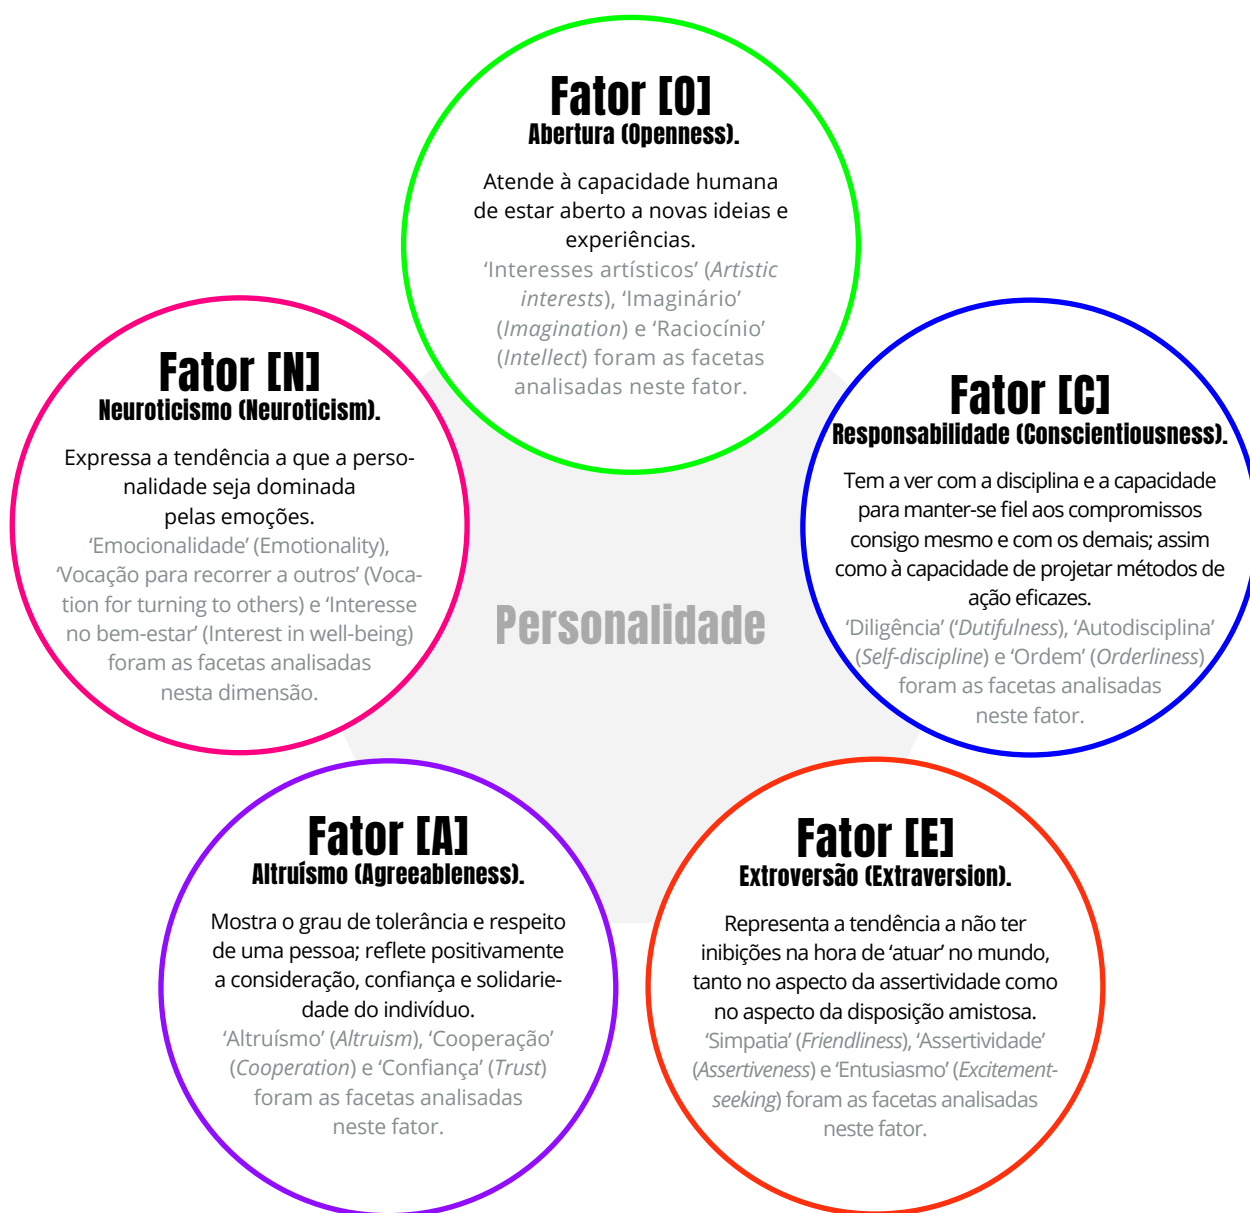 Fator [O]
Abertura (Openness).
Atende à capacidade humana
de estar aberto a novas ideias e
experiências.
‘Interesses artísticos’ (Artistic
interests), ‘Imaginário’
(Imagination) e ‘Raciocínio’
(Intellect) foram as facetas
analisadas neste fator.
Fator [N]
Neuroticismo (Neuroticism).
Expressa a tendência a que a perso-
nalidade seja dominada
pelas emoções.
‘Emocionalidade’ (Emotionality),
‘Vocação para recorrer a outros’ (Voca-
tion for turning to others) e ‘Interesse
no bem-estar’ (Interest in well-being)
foram as facetas analisadas
nesta dimensão.
Fator [C]
Responsabilidade (Conscientiousness).
Tem a ver com a disciplina e a capacidade
para manter-se fiel aos compromissos
consigo mesmo e com os demais; assim
como à capacidade de projetar métodos de
ação eficazes.
‘Diligência’ (‘Dutifulness), ‘Autodisciplina’
(Self-discipline) e ‘Ordem’ (Orderliness)
foram as facetas analisadas
neste fator.
Personalidade
Fator [A]
Altruísmo (Agreeableness).
Mostra o grau de tolerância e respeito
de uma pessoa; reflete positivamente
a consideração, confiança e solidarie-
dade do indivíduo.
‘Altruísmo’ (Altruism), ‘Cooperação’
(Cooperation) e ‘Confiança’ (Trust)
foram as facetas analisadas
neste fator.
Fator [E]
Extroversão (Extraversion).
Representa a tendência a não ter
inibições na hora de ‘atuar’ no mundo,
tanto no aspecto da assertividade como
no aspecto da disposição amistosa.
‘Simpatia’ (Friendliness), ‘Assertividade’
(Assertiveness) e ‘Entusiasmo’ (Excitement-
seeking) foram as facetas analisadas
neste fator.